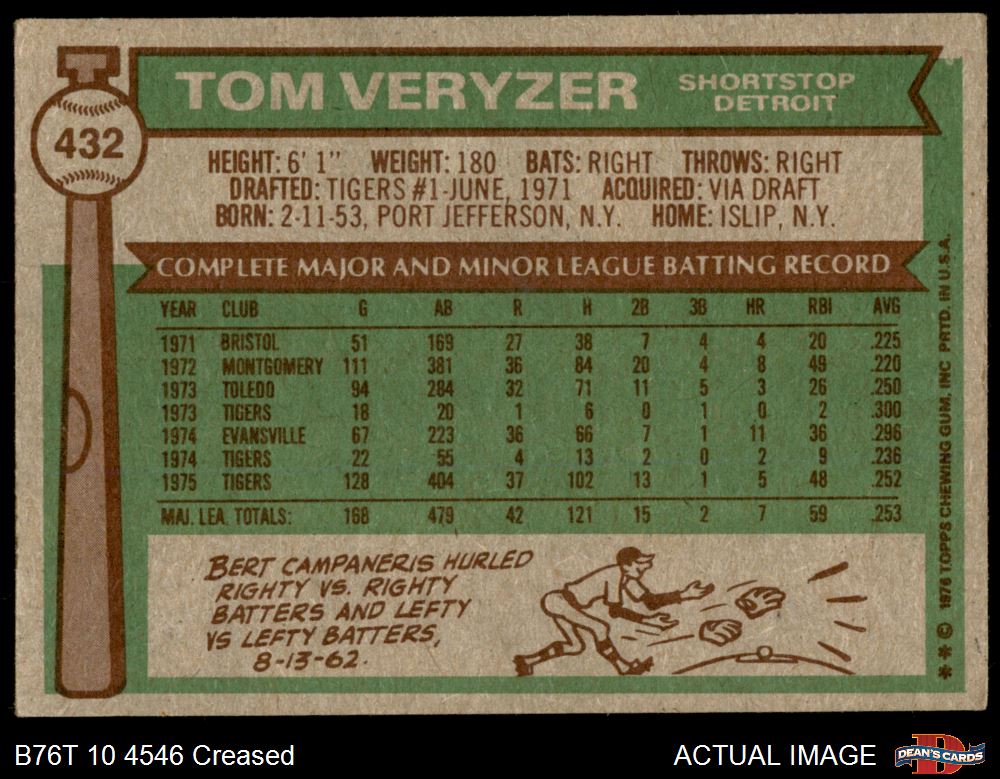 TOM VERYZER
SHORTSTOP
DETROIT
432
HEIGHT: 6' 1" WEIGHT: 180 BATS: RIGHT THROWS: RIGHT
DRAFTED: TIGERS #1-JUNE, 1971 ACQUIRED: VIA DRAFT
BORN: 2-11-53, PORT JEFFERSON, N.Y. HOME: ISLIP, N.Y.
COMPLETE MAJOR AND MINOR LEAGUE BATTING RECORD
YEAR CLUB G AB R H 2B 3B HR RBI AVG
1971 BRISTOL 51 169 27 38 7 4 4 20 .225
1972 MONTGOMERY 111 381 36 84 20 4 8 49 .220
1973 TOLEDO 94 284 32 71 11 5 3 26 .250
1973 TIGERS 18 20 1 6 0 1 0 2 .300
1974 EVANSVILLE 67 223 36 66 7 1 11 36 .296
1974 TIGERS 22 55 4 13 2 0 2 9 .236
1975 TIGERS 128 404 37 102 13 1 5 48 .252
MAJ. LEA. TOTALS: 168 479 42 121 15 2 7 59 .253
BERT CAMPANERIS HURLED
RIGHTY VS. RIGHTY
BATTERS AND LEFTY
VS LEFTY BATTERS,
8-13-62.
** © 1976 TOPPS CHEWING GUM, INC PRTD. IN U.S.A.
B76T 10 4546 Creased
ACTUAL IMAGE
DEAN'S CARDS